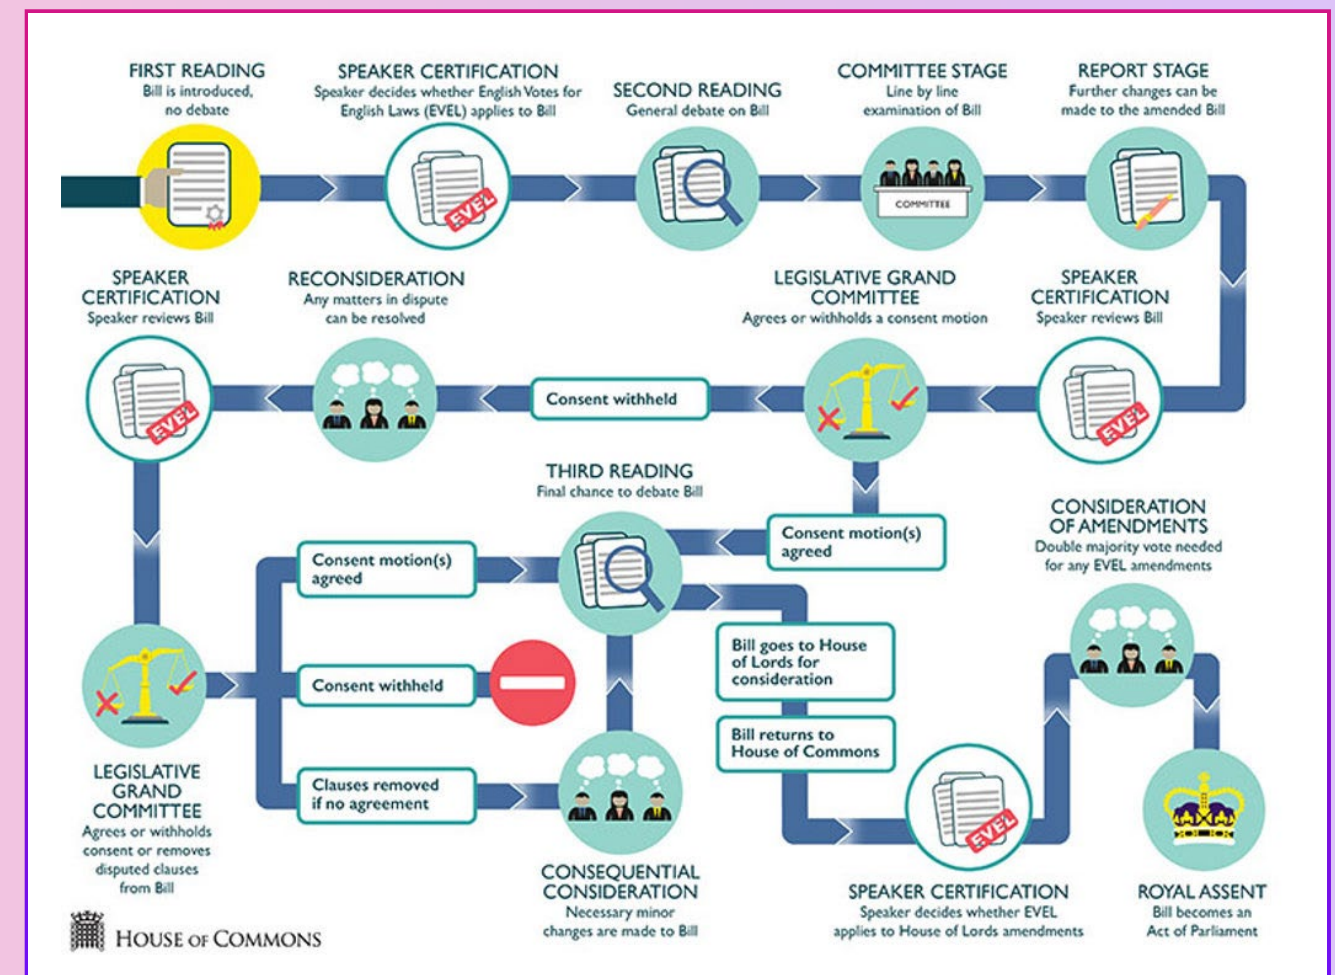 FIRST READING
Bill is introduced,
no debate
SPEAKER CERTIFICATION
Speaker decides whether English Votes for
English Laws (EVEL) applies to Bill
EVEL
SECOND READING
General debate on Bill
COMMITTEE STAGE
Line by line
examination of Bill
COMMITTEE
REPORT STAGE
Further changes can be
made to the amended Bill
SPEAKER
CERTIFICATION
Speaker reviews Bill
EVEL
LEGISLATIVE GRAND
COMMITTEE
Agrees or withholds a consent motion
Consent withheld
RECONSIDERATION
Any matters in dispute
can be resolved
SPEAKER
CERTIFICATION
Speaker reviews Bill
EVEL
Consent motion(s)
agreed
THIRD READING
Final chance to debate Bill
LEGISLATIVE
GRAND
COMMITTEE
Agrees or withholds
consent or removes
disputed clauses
from Bill
Consent motion(s)
agreed
Consent withheld
Clauses removed
if no agreement
CONSEQUENTIAL
CONSIDERATION
Necessary minor
changes are made to Bill
Bill goes to House
of Lords for
consideration
Bill returns to
House of Commons
EVEL
SPEAKER CERTIFICATION
Speaker decides whether EVEL
applies to House of Lords amendments
CONSIDERATION
OF AMENDMENTS
Double majority vote needed
for any EVEL amendments
ROYAL ASSENT
Bill becomes an
Act of Parliament
HOUSE OF COMMONS